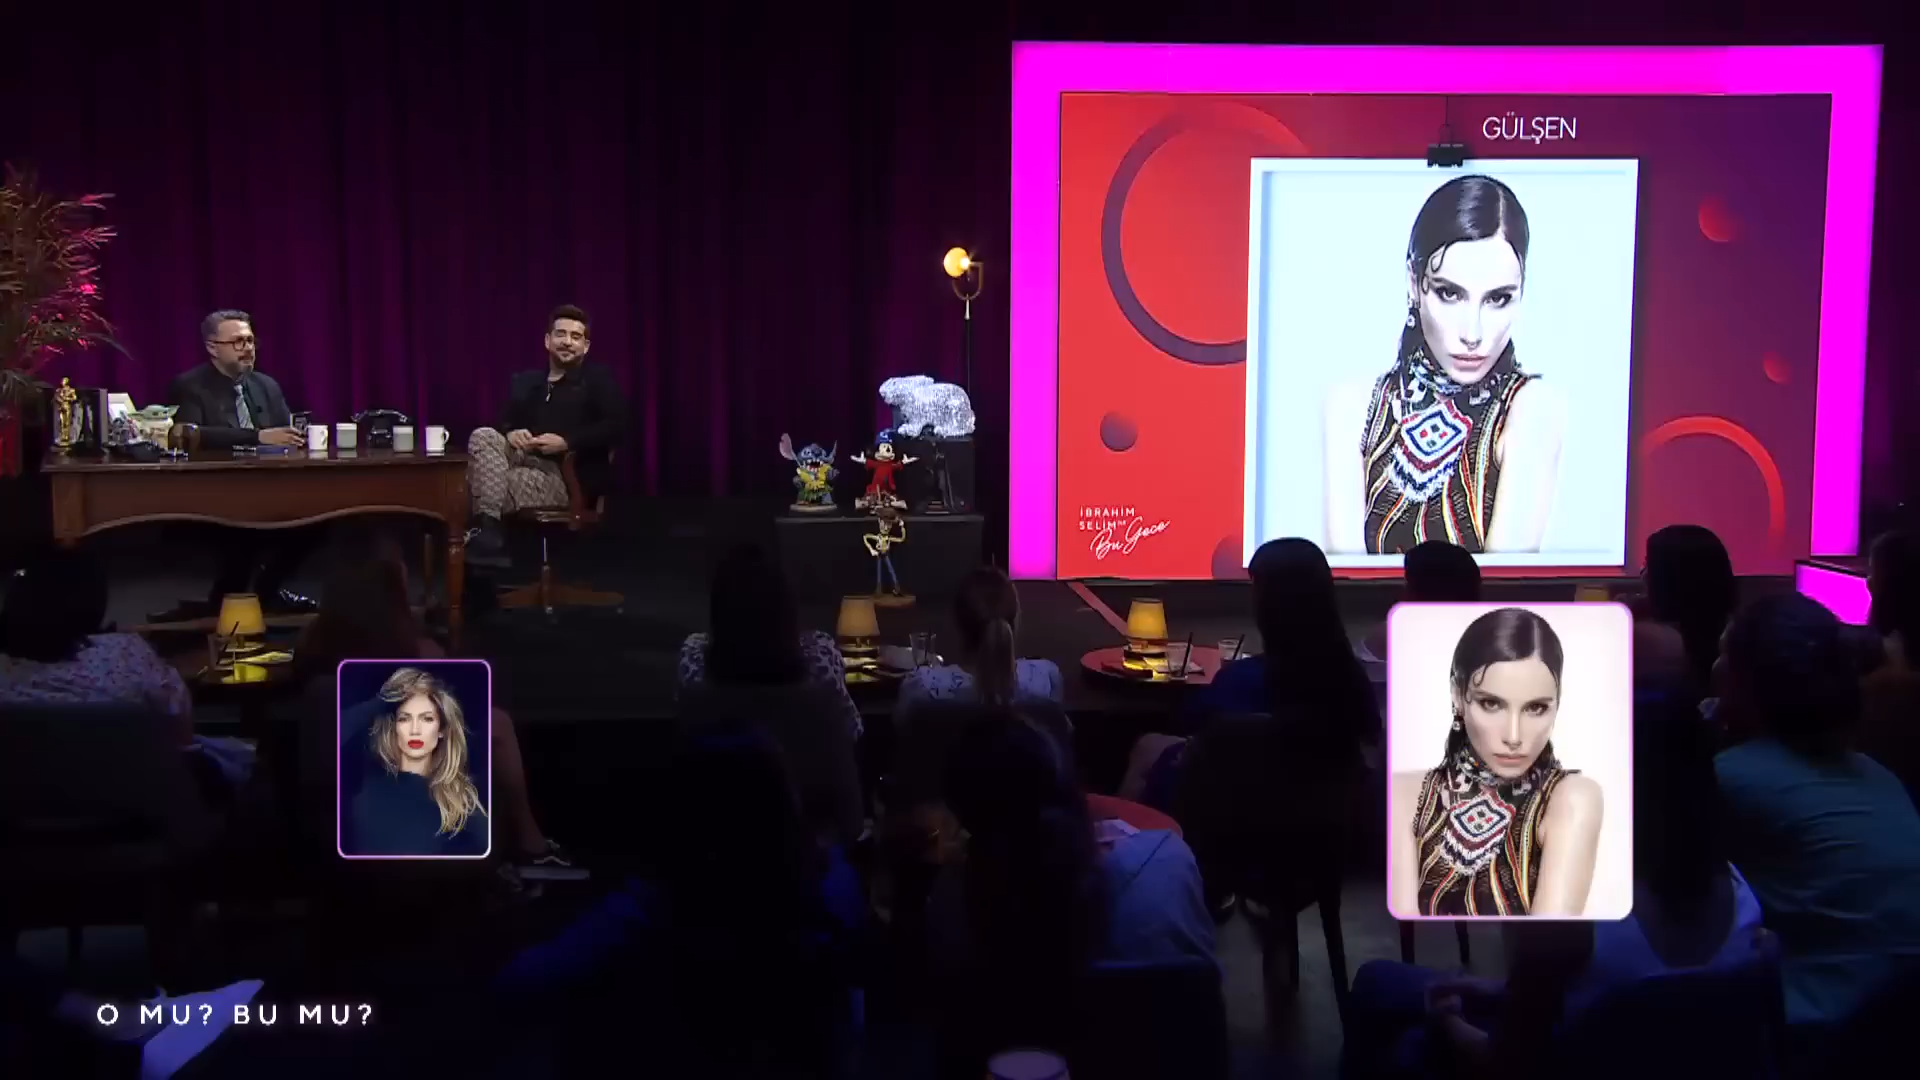 GÜLŞEN
İBRAHİM
SELİM
Bu Gece
O MU? BU MU?